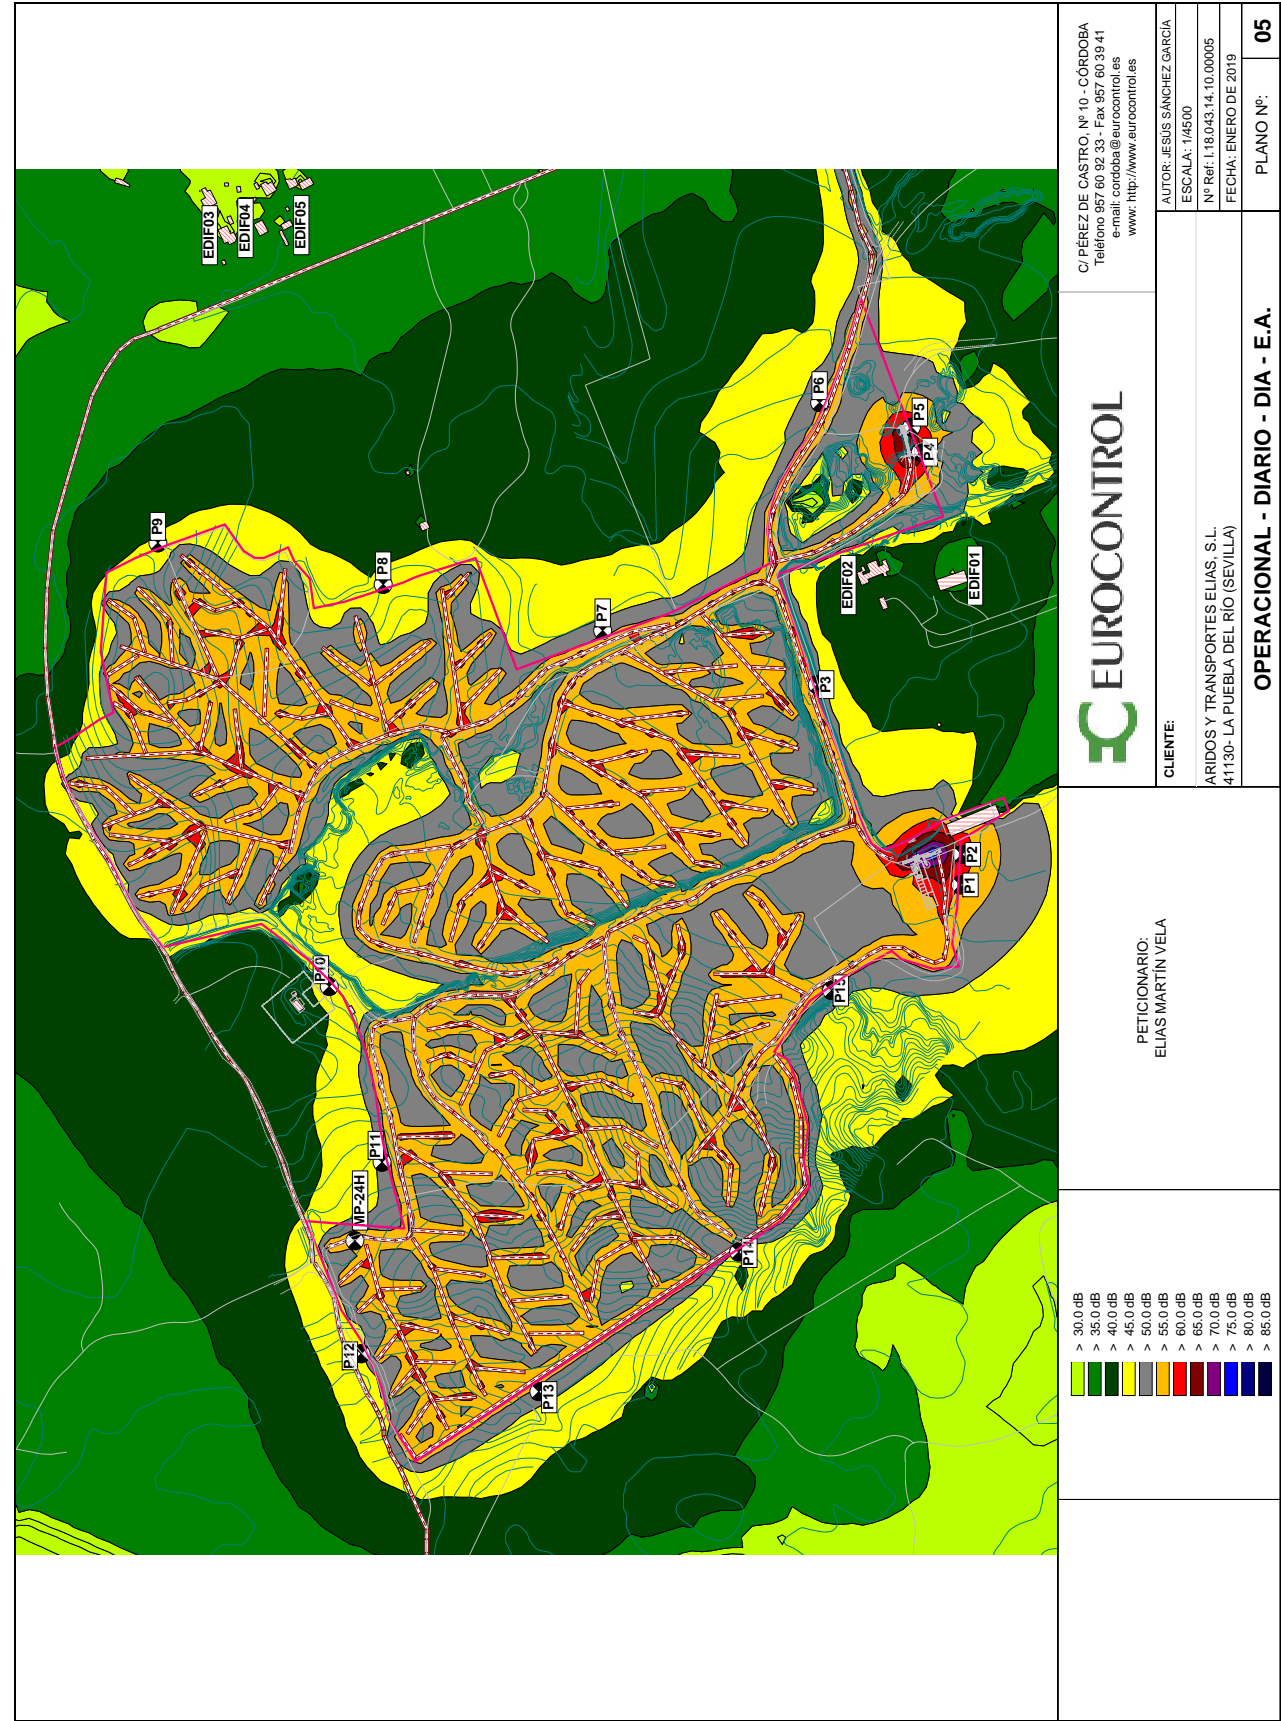 EDIF03
EDIF04
EDIF05
P9
P8
P7
P6
P5
P4
P3
EDIF02
EDIF01
P2
P1
P10
P11
MP-24H
P12
P13
P14
P15
> 30.0 dB
> 35.0 dB
> 40.0 dB
> 45.0 dB
> 50.0 dB
> 55.0 dB
> 60.0 dB
> 65.0 dB
> 70.0 dB
> 75.0 dB
> 80.0 dB
> 85.0 dB
PETICIONARIO:
ELIAS MARTÍN VELA
EUROCONTROL
C/ PÉREZ DE CASTRO, Nº 10 - CÓRDOBA
Teléfono 957 60 92 33 - Fax 957 60 39 41
e-mail: cordoba@eurocontrol.es
www: http://www.eurocontrol.es
CLIENTE:
ARIDOS Y TRANSPORTES ELIAS, S.L.
41130- LA PUEBLA DEL RÍO (SEVILLA)
AUTOR: JESÚS SÁNCHEZ GARCÍA
ESCALA: 1/4500
Nº Ref: I.18.043.14.10.00005
FECHA: ENERO DE 2019
OPERACIONAL - DIARIO - DIA - E.A.
PLANO Nº:
05